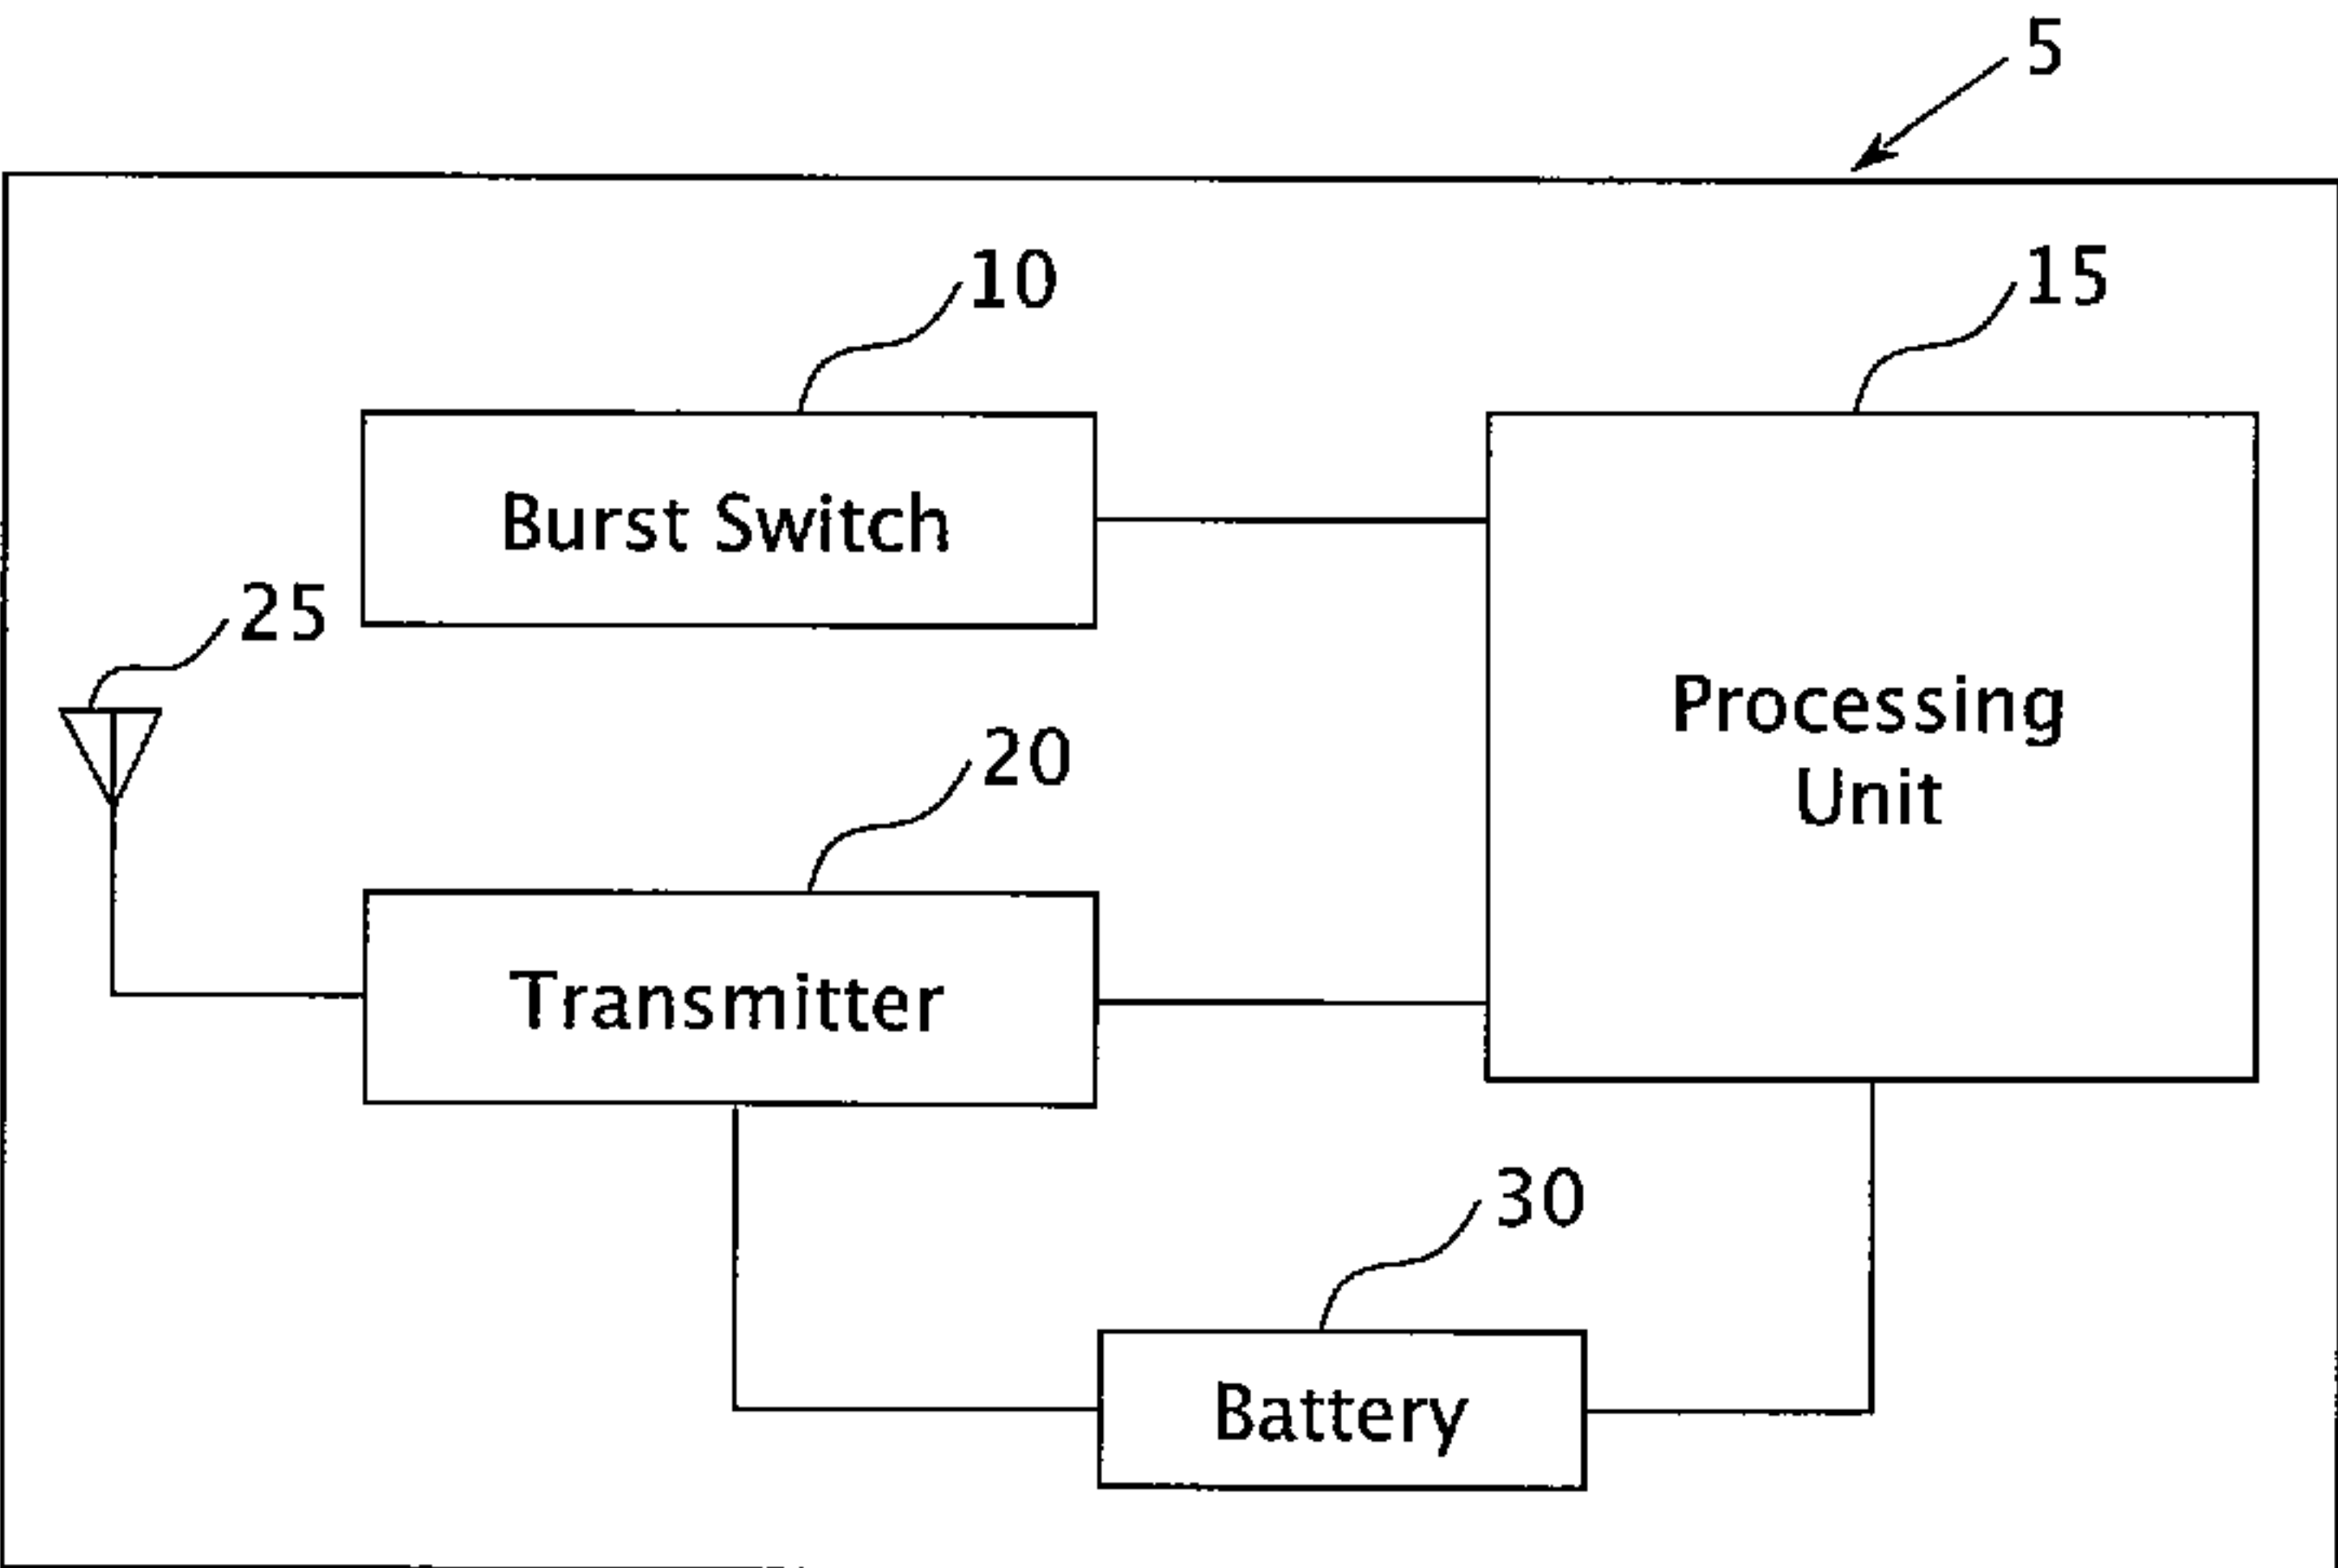 5
10
15
Burst Switch
25
Processing
Unit
20
Transmitter
30
Battery